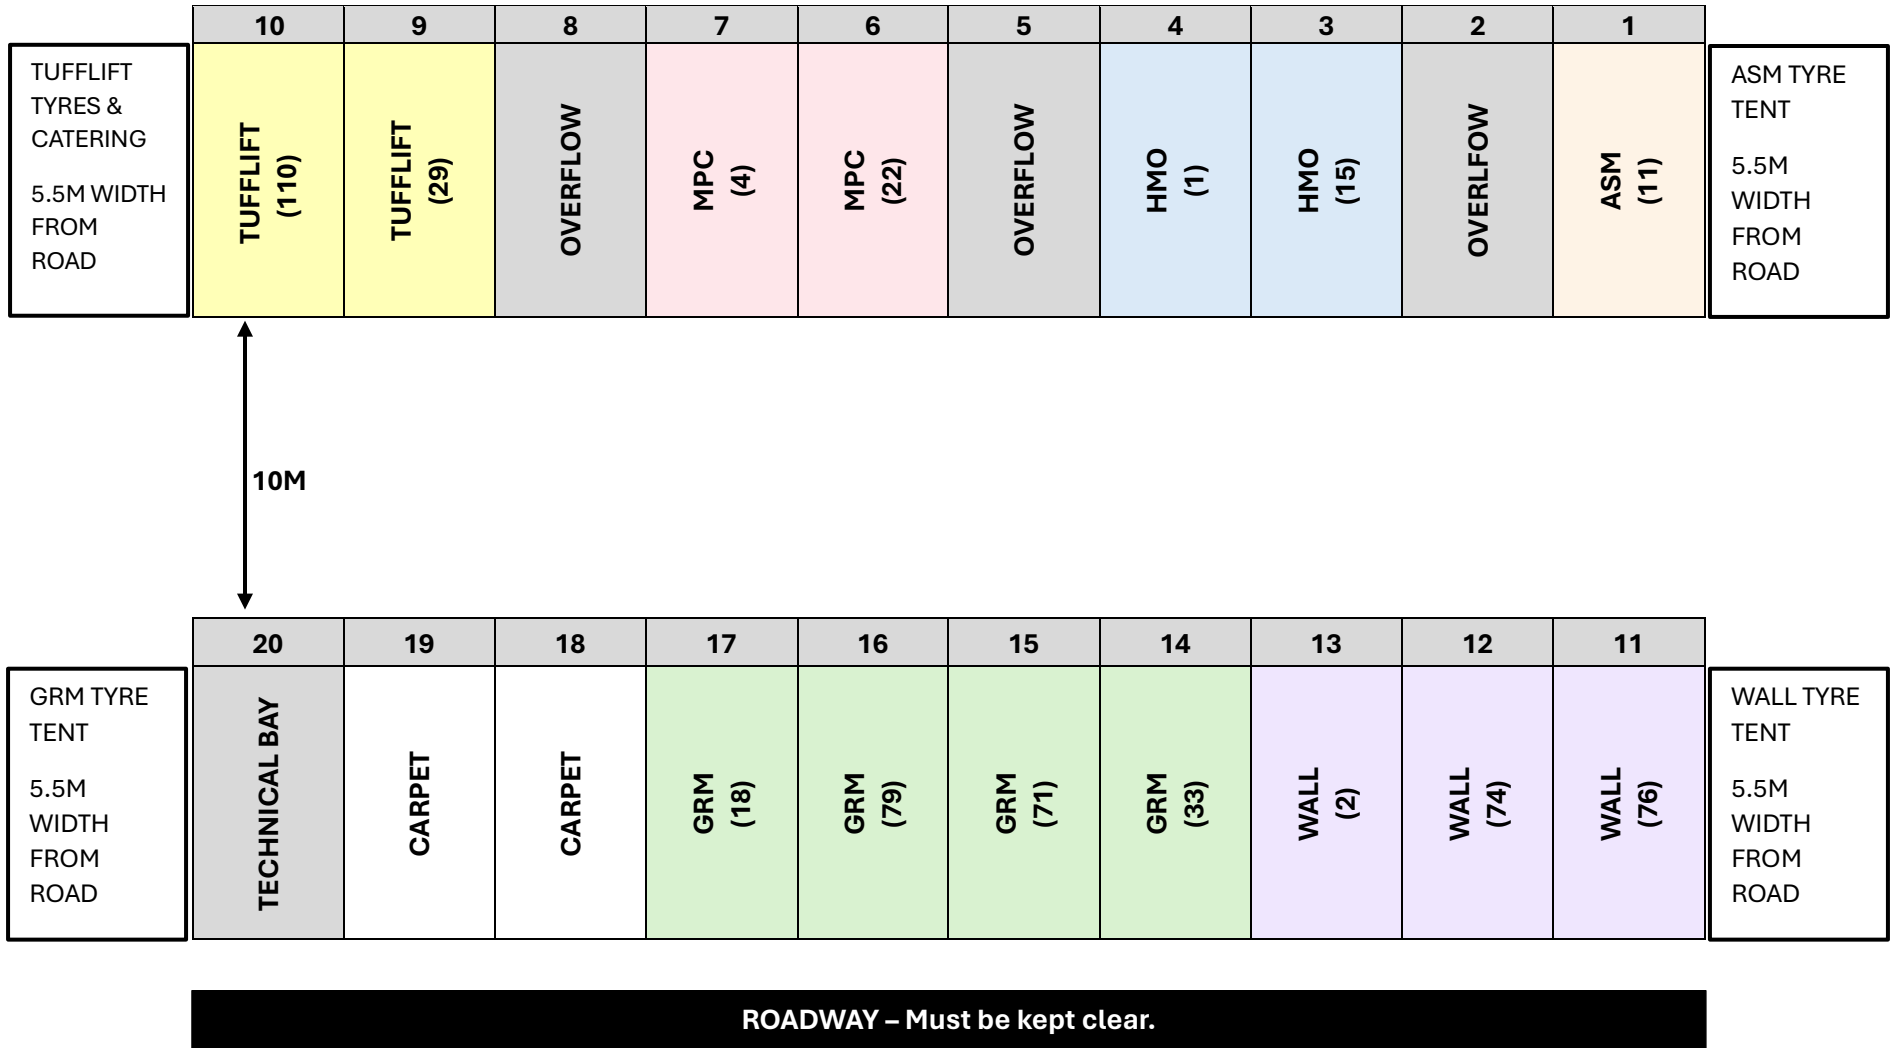 10 9 8 7 6 5 4 3 2 1
TUFFLIFT
TYRES &
CATERING
5.5M WIDTH
FROM
ROAD
TUFFLIFT
(110)
TUFFLIFT
(29)
OVERFLOW
MPC
(4)
MPC
(22)
OVERFLOW
HMO
(1)
HMO
(15)
OVERLFOW
ASM
(11)
ASM TYRE
TENT
5.5M
WIDTH
FROM
ROAD
10M
20 19 18 17 16 15 14 13 12 11
GRM TYRE
TENT
5.5M
WIDTH
FROM
ROAD
TECHNICAL BAY
CARPET
CARPET
GRM
(18)
GRM
(79)
GRM
(71)
GRM
(33)
WALL
(2)
WALL
(74)
WALL
(76)
WALL TYRE
TENT
5.5M
WIDTH
FROM
ROAD
ROADWAY – Must be kept clear.